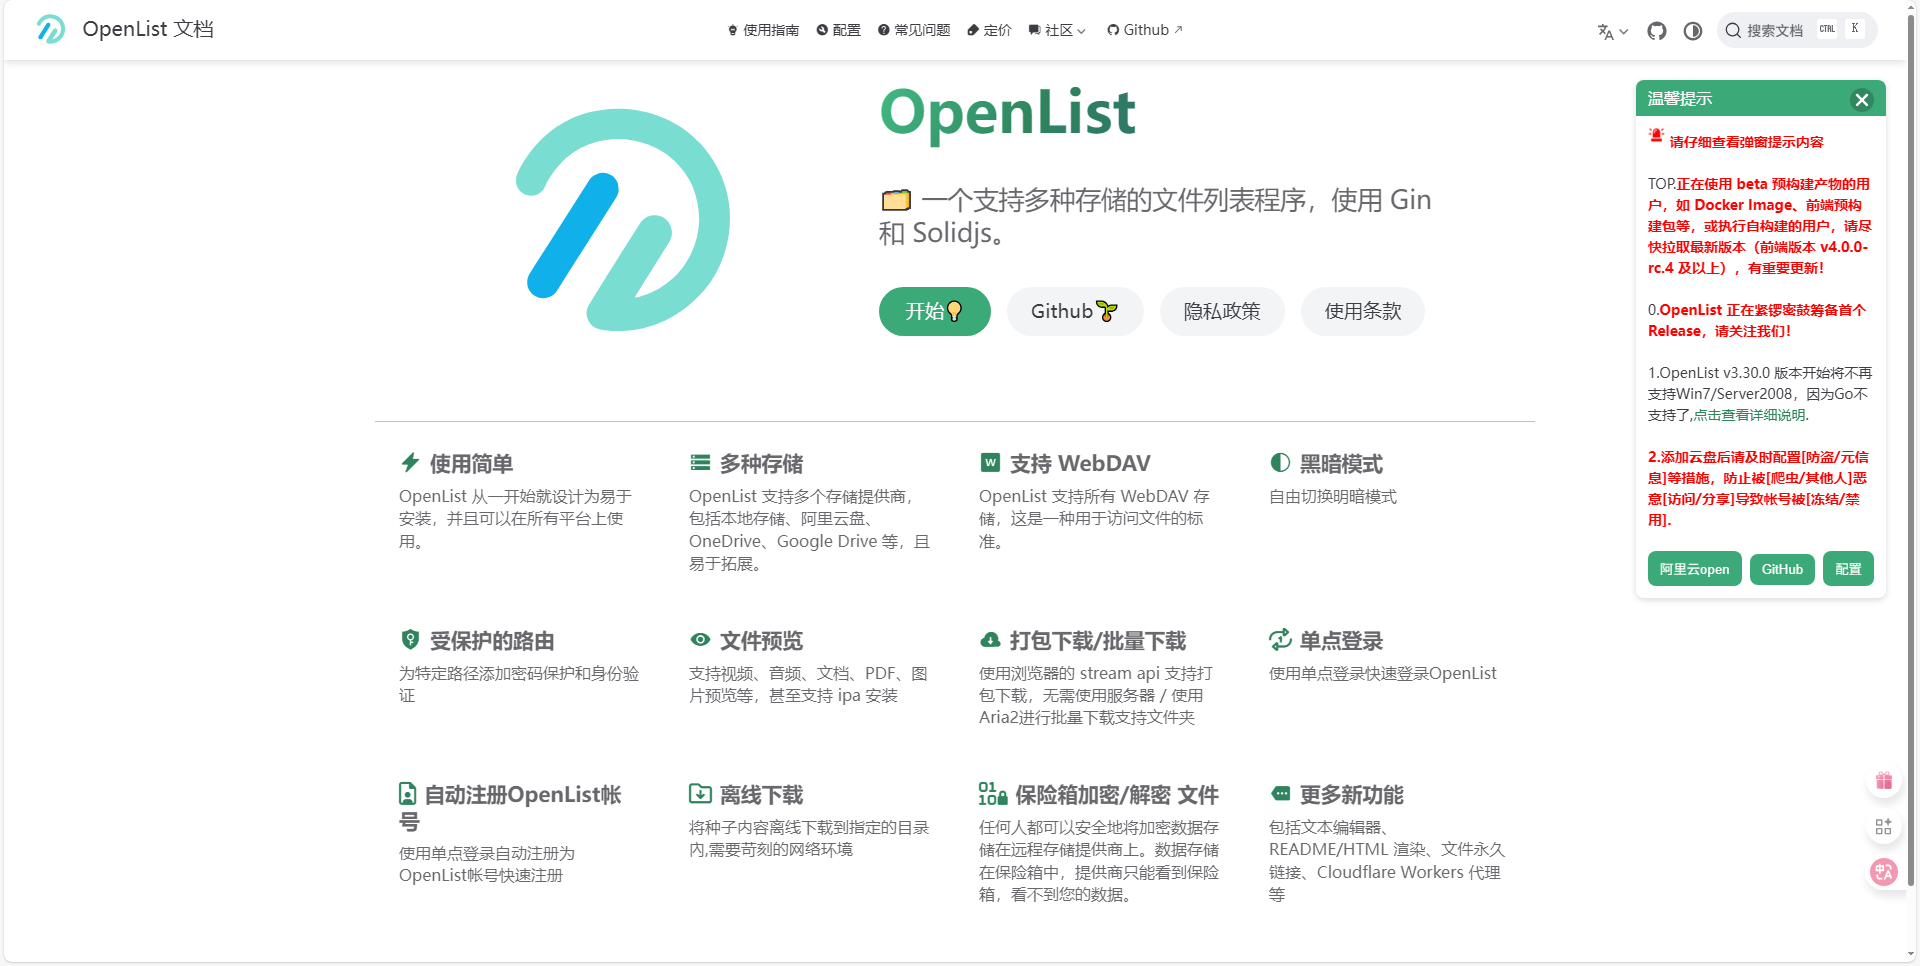 OpenList 文档
使用指南 配置 常见问题 定价 社区 Github
搜索文档 CTRL K
OpenList
一个支持多种存储的文件列表程序，使用 Gin
和 Solidjs。
开始 Github 隐私政策 使用条款
温馨提示
请仔细查看弹窗提示内容
TOP.正在使用 beta 预构建产物的用
户，如 Docker Image、前端预构
建包等，或执行自构建的用户，请尽
快拉取最新版本（前端版本 v4.0.0-
rc.4 及以上），有重要更新！
0.OpenList 正在紧锣密鼓筹备首个
Release，请关注我们！
1.OpenList v3.30.0 版本开始将不再
支持Win7/Server2008，因为Go不
支持了,点击查看详细说明.
2.添加云盘后请及时配置[防盗/元信
息]等措施，防止被[爬虫/其他人]恶
意[访问/分享]导致帐号被[冻结/禁
用].
阿里云open GitHub 配置
使用简单
OpenList 从一开始就设计为易于
安装，并且可以在所有平台上使
用。
多种存储
OpenList 支持多个存储提供商，
包括本地存储、阿里云盘、
OneDrive、Google Drive 等，且
易于拓展。
W 支持 WebDAV
OpenList 支持所有 WebDAV 存
储，这是一种用于访问文件的标
准。
黑暗模式
自由切换明暗模式
受保护的路由
为特定路径添加密码保护和身份验
证
文件预览
支持视频、音频、文档、PDF、图
片预览等，甚至支持 ipa 安装
打包下载/批量下载
使用浏览器的 stream api 支持打
包下载，无需使用服务器 / 使用
Aria2进行批量下载支持文件夹
单点登录
使用单点登录快速登录OpenList
自动注册OpenList帐
号
使用单点登录自动注册为
OpenList帐号快速注册
离线下载
将种子内容离线下载到指定的目录
内,需要苛刻的网络环境
保险箱加密/解密 文件
任何人都可以安全地将加密数据存
储在远程存储提供商上。数据存储
在保险箱中，提供商只能看到保险
箱，看不到您的数据。
更多新功能
包括文本编辑器、
README/HTML 渲染、文件永久
链接、Cloudflare Workers 代理
等